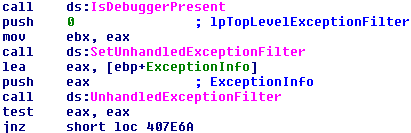 call ds:IsDebuggerPresent
push 0 ; lpTopLevelExceptionFilter
mov ebx, eax
call ds:SetUnhandledExceptionFilter
lea eax, [ebp+ExceptionInfo]
push eax ; ExceptionInfo
call ds:UnhandledExceptionFilter
test eax, eax
jnz short loc_407E6A